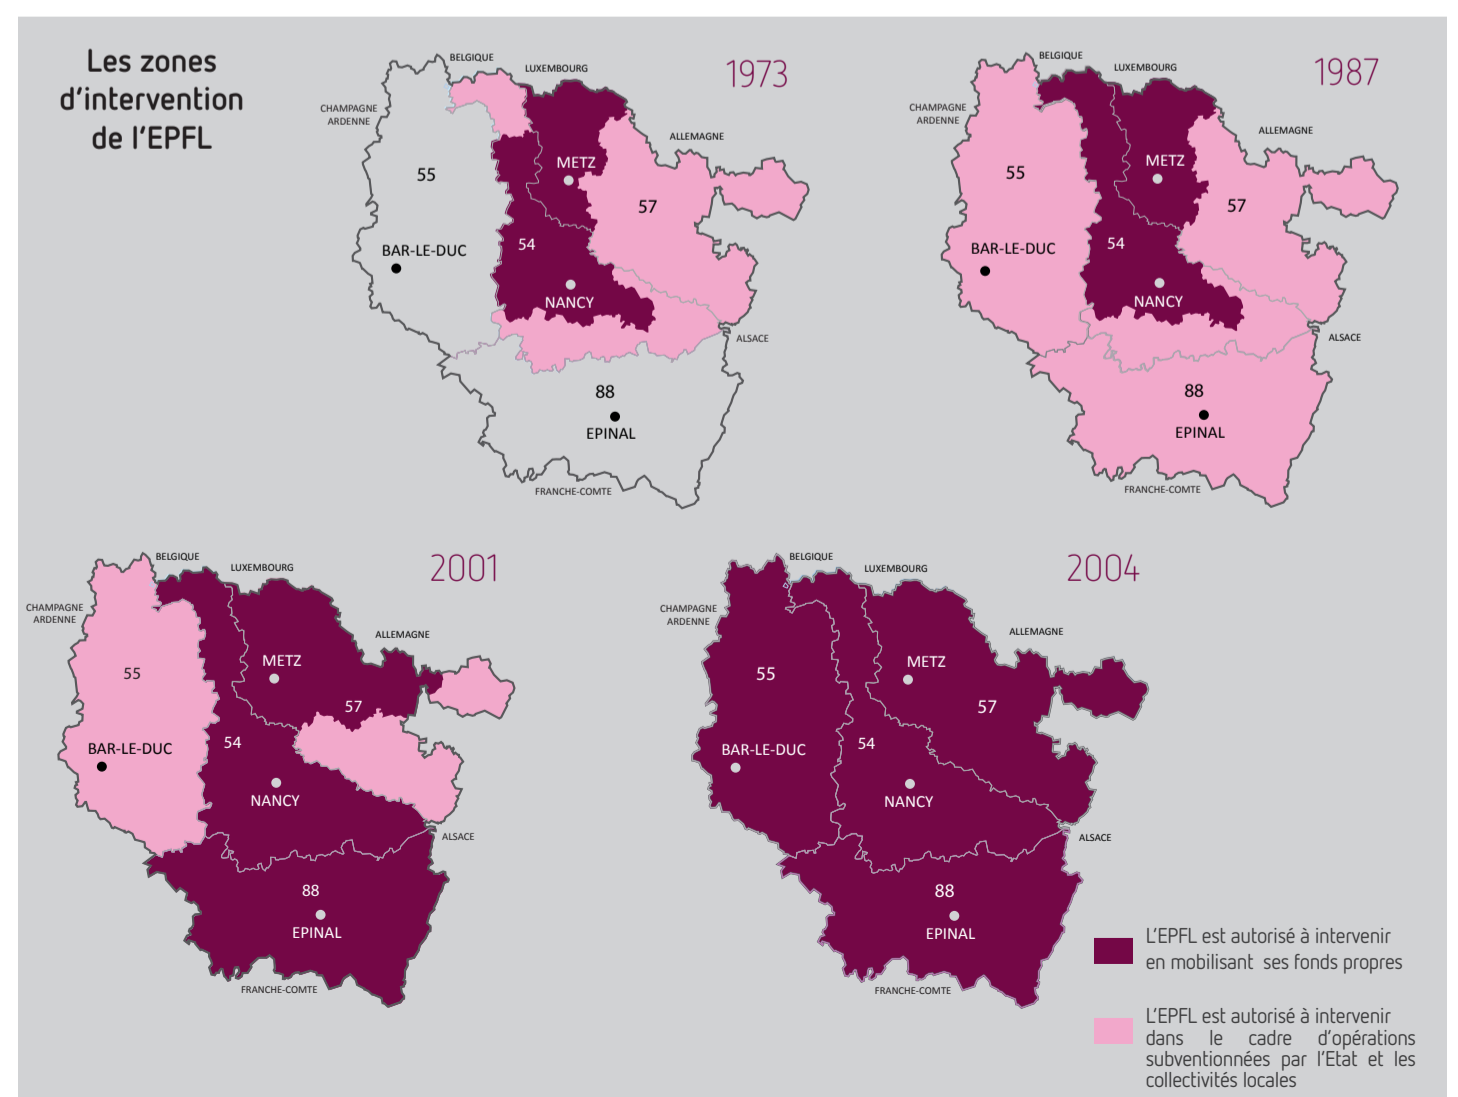 Les zones
d'intervention
de l'EPFL
1973
BELGIQUE
LUXEMBOURG
CHAMPAGNE
ARDENNE
ALLEMAGNE
METZ
55
57
54
BAR-LE-DUC
NANCY
ALSACE
88
EPINAL
FRANCHE-COMTE
1987
BELGIQUE
LUXEMBOURG
CHAMPAGNE
ARDENNE
ALLEMAGNE
METZ
55
57
54
BAR-LE-DUC
NANCY
ALSACE
88
EPINAL
FRANCHE-COMTE
2001
BELGIQUE
LUXEMBOURG
CHAMPAGNE
ARDENNE
ALLEMAGNE
METZ
55
57
54
BAR-LE-DUC
NANCY
ALSACE
88
EPINAL
FRANCHE-COMTE
2004
BELGIQUE
LUXEMBOURG
CHAMPAGNE
ARDENNE
ALLEMAGNE
METZ
55
57
54
BAR-LE-DUC
NANCY
ALSACE
88
EPINAL
FRANCHE-COMTE
L'EPFL est autorisé à intervenir
en mobilisant ses fonds propres
L'EPFL est autorisé à intervenir
dans le cadre d'opérations
subventionnées par l'Etat et les
collectivités locales